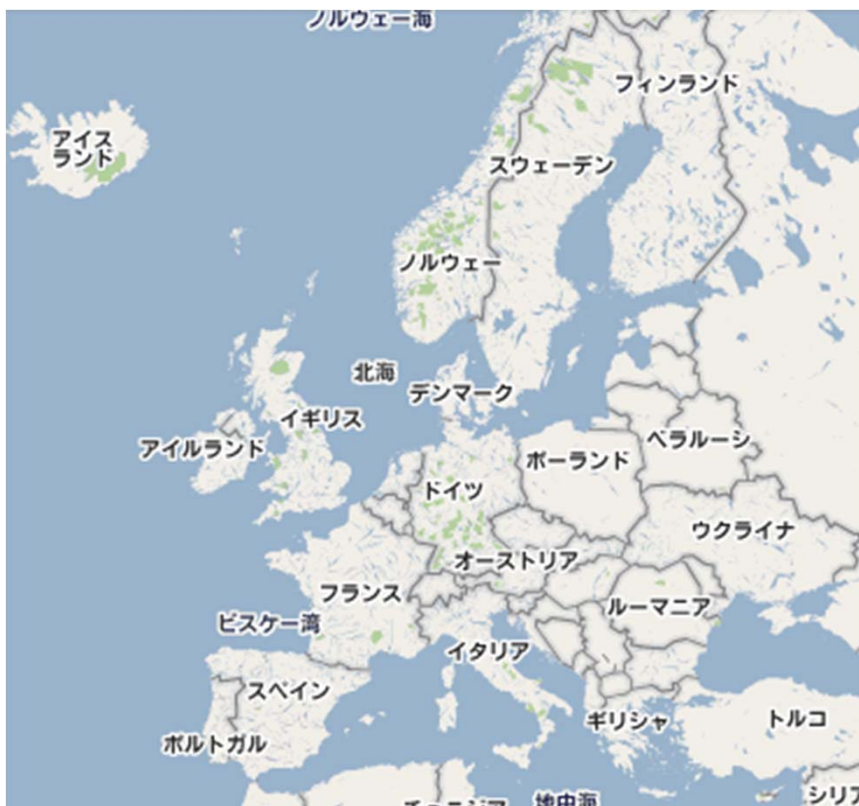 ノルウェー海
フィンランド
アイス
ランド
スウェーデン
ノルウェー
北海
デンマーク
イギリス
アイルランド
ベラルーシ
ポーランド
ドイツ
ウクライナ
オーストリア
フランス
ルーマニア
ビスケー湾
イタリア
スペイン
ギリシャ
トルコ
ポルトガル
シリア
地中海
チュニジア